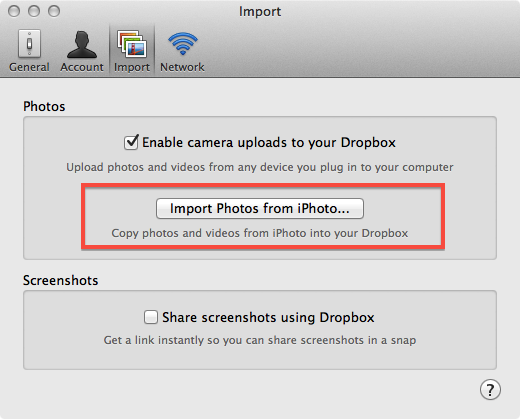 Import
General Account Import Network
Photos
Enable camera uploads to your Dropbox
Upload photos and videos from any device you plug in to your computer
Import Photos from iPhoto...
Copy photos and videos from iPhoto into your Dropbox
Screenshots
Share screenshots using Dropbox
Get a link instantly so you can share screenshots in a snap
?